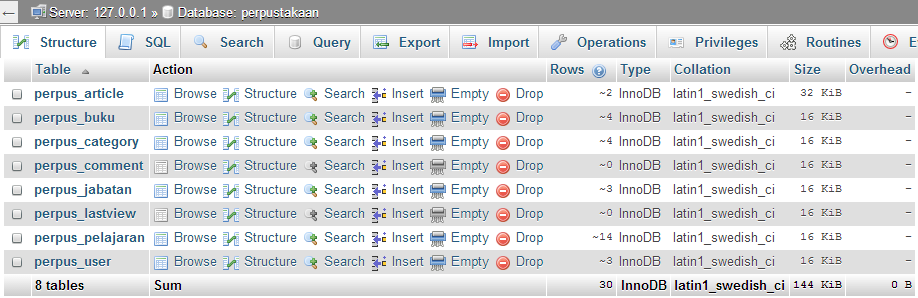 ← Server: 127.0.0.1 » Database: perpustakaan
Structure SQL Search Query Export Import Operations Privileges Routines E
Table Action Rows Type Collation Size Overhead
perpus_article Browse Structure Search Insert Empty Drop ~2 InnoDB latin1_swedish_ci 32 KiB -
perpus_buku Browse Structure Search Insert Empty Drop ~4 InnoDB latin1_swedish_ci 16 KiB -
perpus_category Browse Structure Search Insert Empty Drop ~4 InnoDB latin1_swedish_ci 16 KiB -
perpus_comment Browse Structure Search Insert Empty Drop ~0 InnoDB latin1_swedish_ci 16 KiB -
perpus_jabatan Browse Structure Search Insert Empty Drop ~3 InnoDB latin1_swedish_ci 16 KiB -
perpus_lastview Browse Structure Search Insert Empty Drop ~0 InnoDB latin1_swedish_ci 16 KiB -
perpus_pelajaran Browse Structure Search Insert Empty Drop ~14 InnoDB latin1_swedish_ci 16 KiB -
perpus_user Browse Structure Search Insert Empty Drop ~3 InnoDB latin1_swedish_ci 16 KiB -
8 tables Sum 30 InnoDB latin1_swedish_ci 144 KiB 0 B